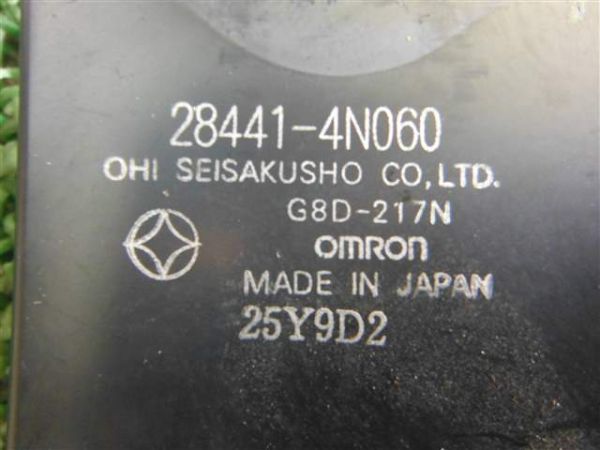 28441-4N060
OHI SEISAKUSHO CO,LTD.
G8D-217N
omron
MADE IN JAPAN
25Y9D2